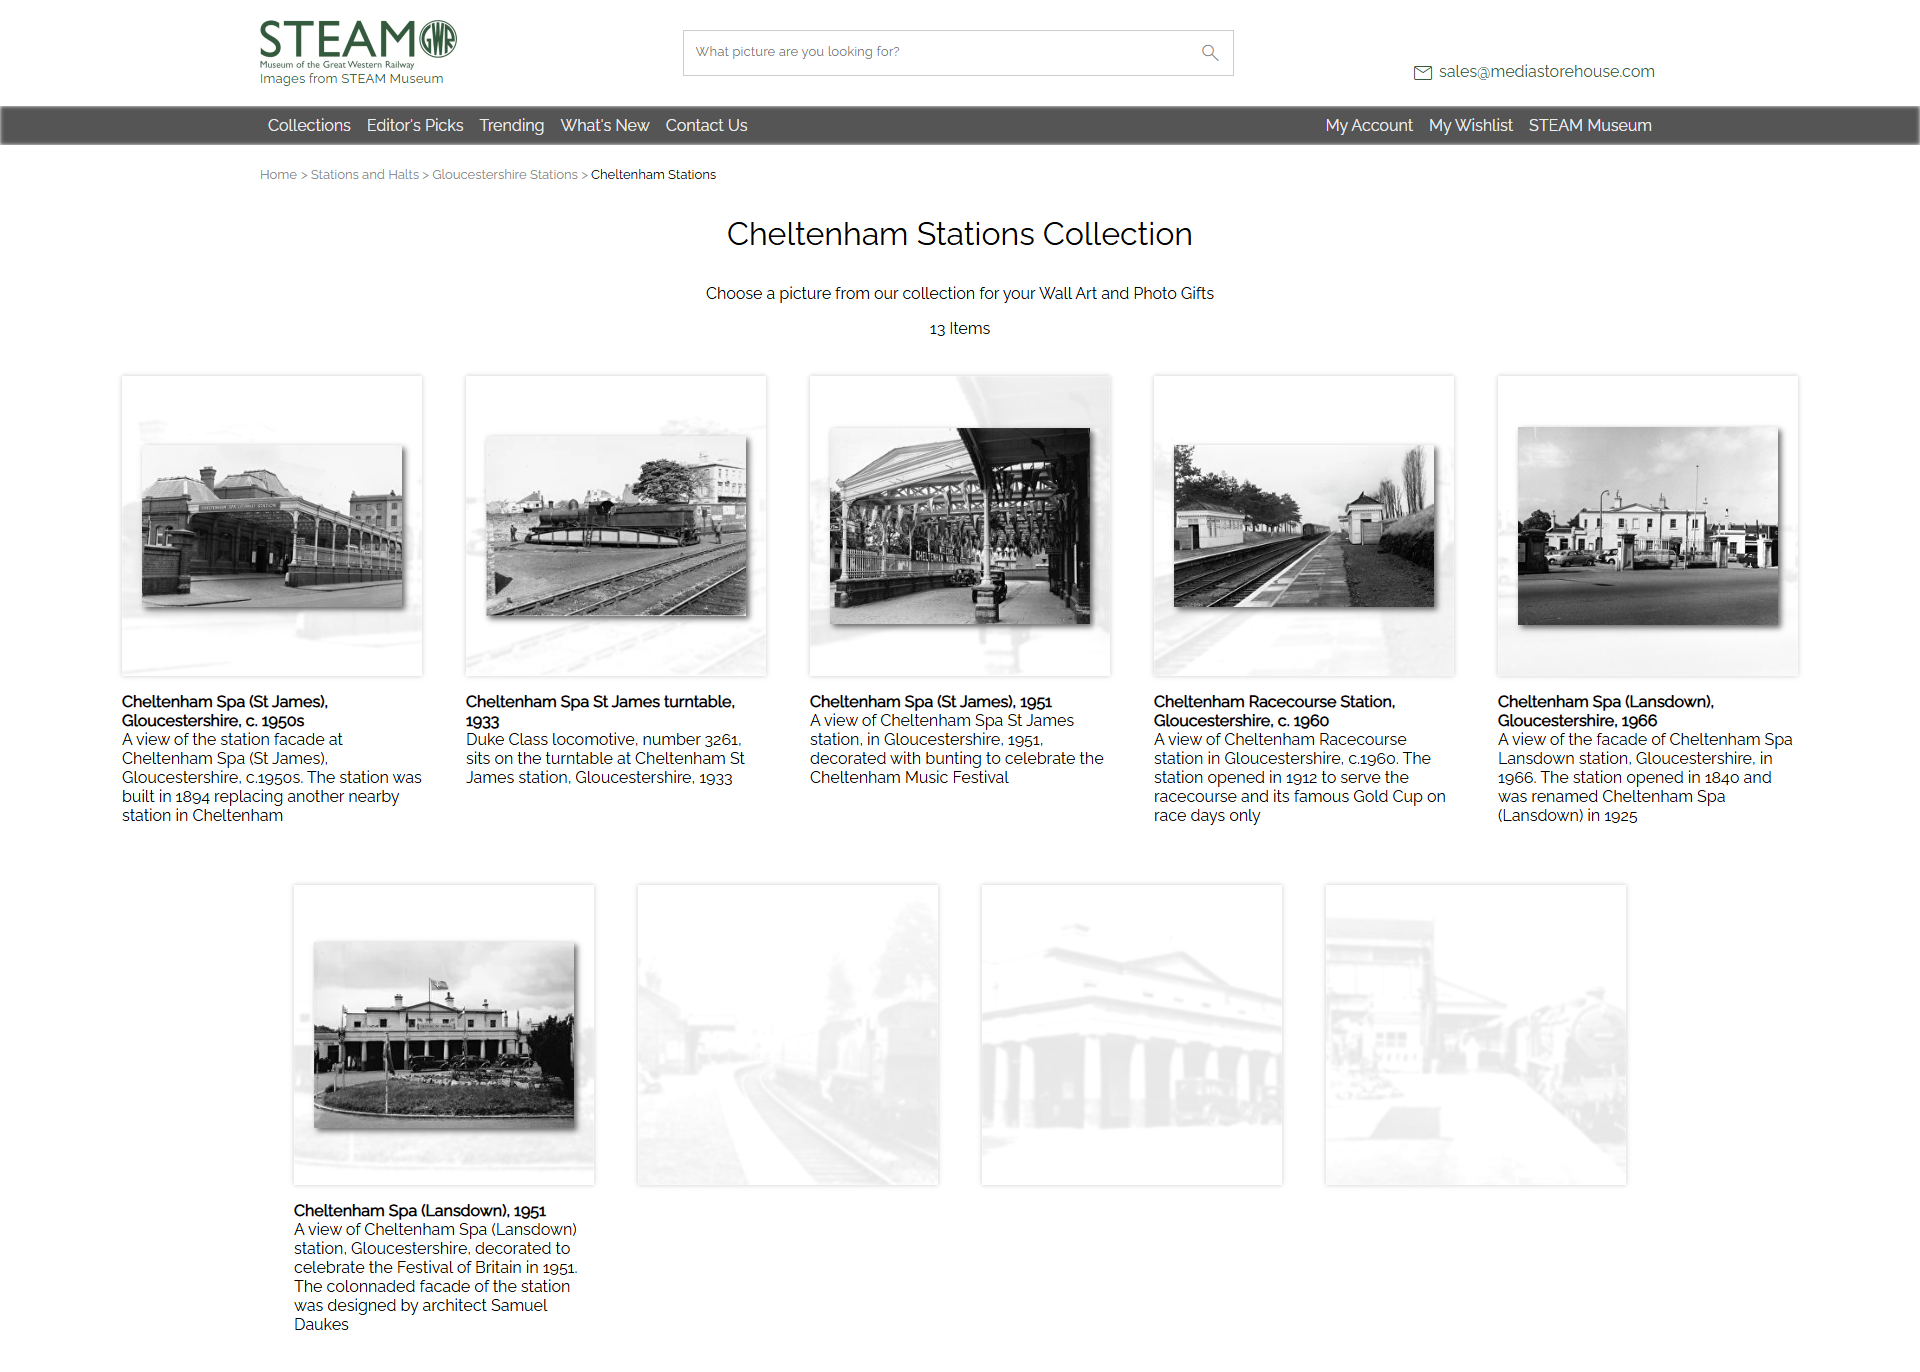 STEAM GWR
Museum of the Great Western Railway
Images from STEAM Museum
What picture are you looking for?
sales@mediastorehouse.com
Collections Editor's Picks Trending What's New Contact Us My Account My Wishlist STEAM Museum
Home > Stations and Halts > Gloucestershire Stations > Cheltenham Stations
Cheltenham Stations Collection
Choose a picture from our collection for your Wall Art and Photo Gifts
13 Items
Cheltenham Spa (St James),
Gloucestershire, c. 1950s
A view of the station facade at
Cheltenham Spa (St James),
Gloucestershire, c.1950s. The station was
built in 1894 replacing another nearby
station in Cheltenham
Cheltenham Spa St James turntable,
1933
Duke Class locomotive, number 3261,
sits on the turntable at Cheltenham St
James station, Gloucestershire, 1933
Cheltenham Spa (St James), 1951
A view of Cheltenham Spa St James
station, in Gloucestershire, 1951,
decorated with bunting to celebrate the
Cheltenham Music Festival
Cheltenham Racecourse Station,
Gloucestershire, c. 1960
A view of Cheltenham Racecourse
station in Gloucestershire, c.1960. The
station opened in 1912 to serve the
racecourse and its famous Gold Cup on
race days only
Cheltenham Spa (Lansdown),
Gloucestershire, 1966
A view of the facade of Cheltenham Spa
Lansdown station, Gloucestershire, in
1966. The station opened in 1840 and
was renamed Cheltenham Spa
(Lansdown) in 1925
Cheltenham Spa (Lansdown), 1951
A view of Cheltenham Spa (Lansdown)
station, Gloucestershire, decorated to
celebrate the Festival of Britain in 1951.
The colonnaded facade of the station
was designed by architect Samuel
Daukes